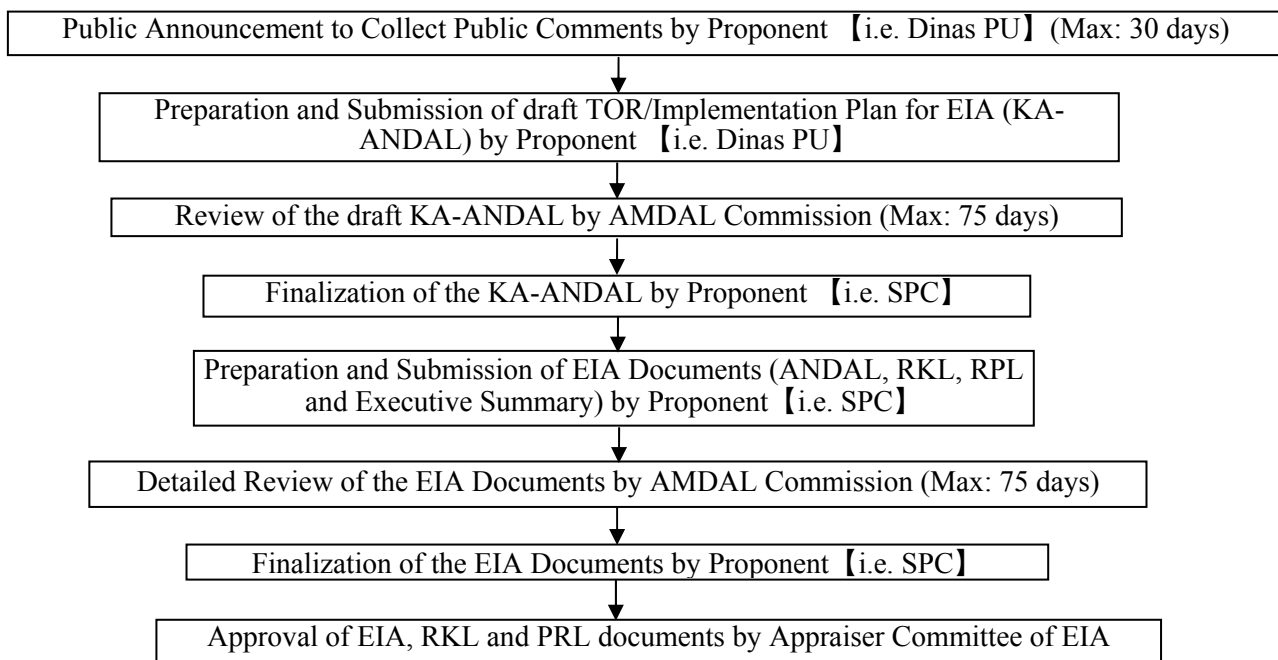 Public Announcement to Collect Public Comments by Proponent 【i.e. Dinas PU】 (Max: 30 days)
Preparation and Submission of draft TOR/Implementation Plan for EIA (KA-
ANDAL) by Proponent 【i.e. Dinas PU】
Review of the draft KA-ANDAL by AMDAL Commission (Max: 75 days)
Finalization of the KA-ANDAL by Proponent 【i.e. SPC】
Preparation and Submission of EIA Documents (ANDAL, RKL, RPL
and Executive Summary) by Proponent 【i.e. SPC】
Detailed Review of the EIA Documents by AMDAL Commission (Max: 75 days)
Finalization of the EIA Documents by Proponent 【i.e. SPC】
Approval of EIA, RKL and PRL documents by Appraiser Committee of EIA